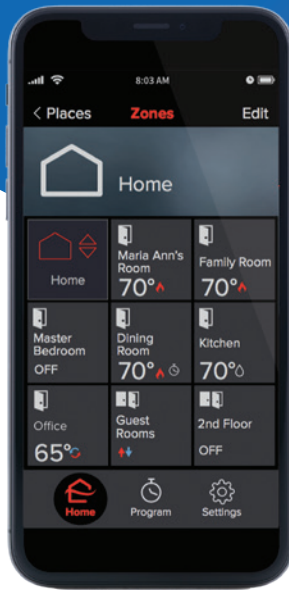 8:03 AM
< Places Zones Edit
Home
Home
Maria Ann's
Room
70°
Family Room
70°
Master
Bedroom
OFF
Dining
Room
70°
Kitchen
70°
Office
65°
Guest
Rooms
2nd Floor
OFF
Home Program Settings